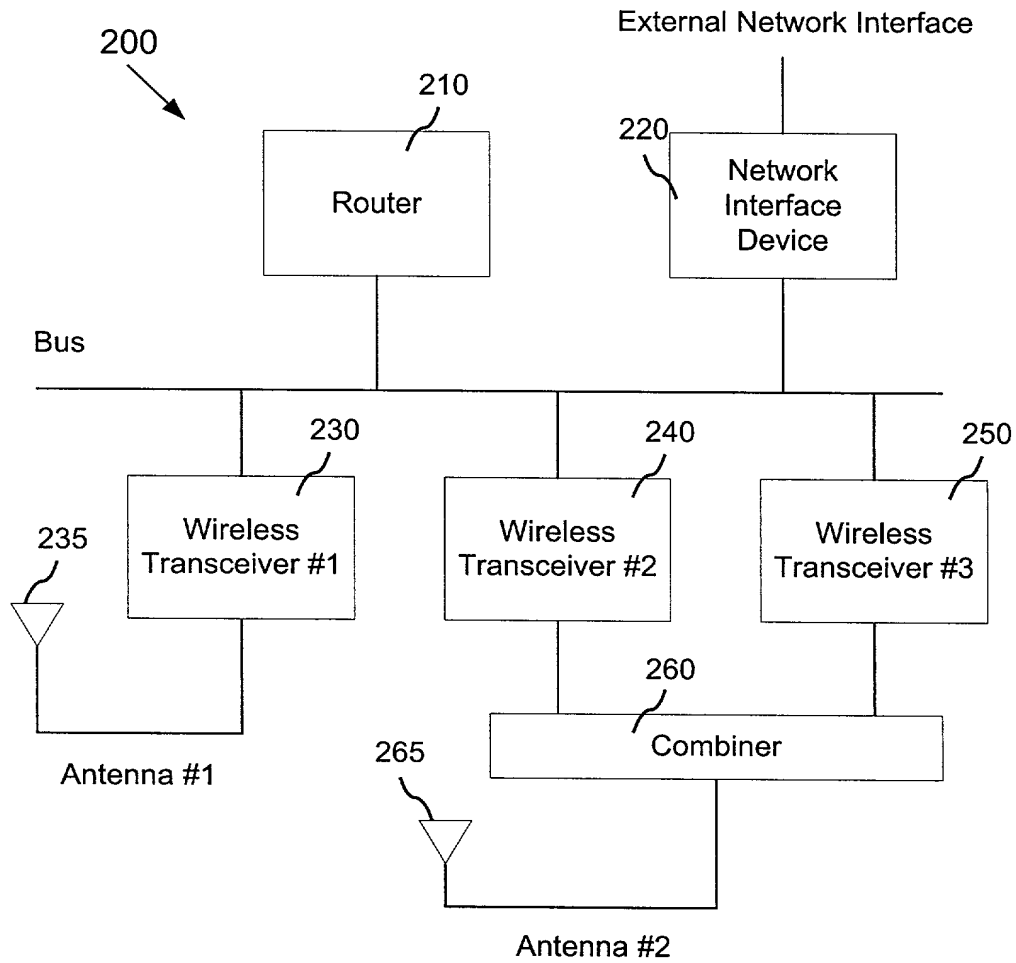 External Network Interface
200
210
220
Router
Network
Interface
Device
Bus
230
240
250
235
Wireless
Transceiver #1
Wireless
Transceiver #2
Wireless
Transceiver #3
260
Combiner
Antenna #1
265
Antenna #2